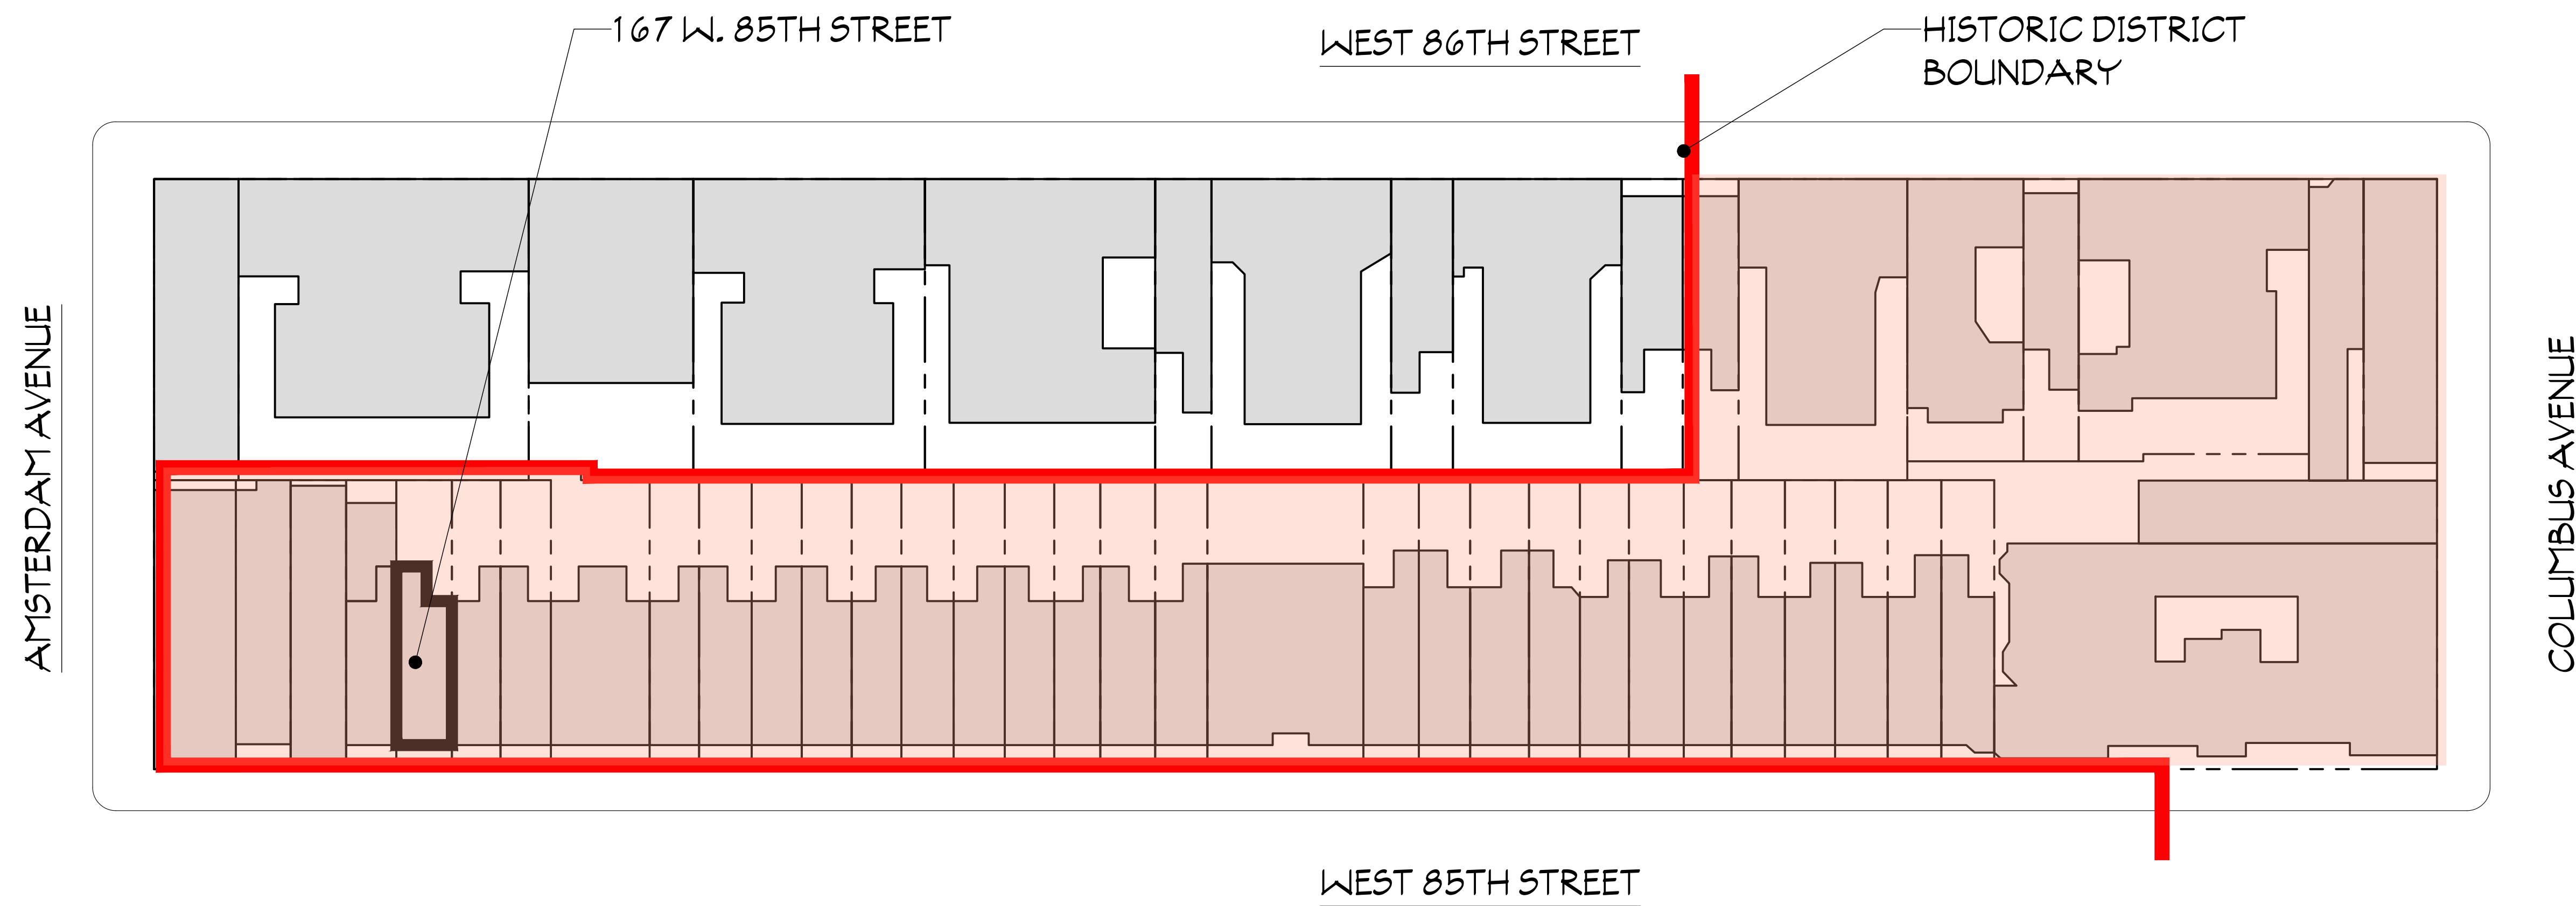 167 W. 85TH STREET
WEST 86TH STREET
HISTORIC DISTRICT
BOUNDARY
AMSTERDAM AVENUE
COLUMBUS AVENUE
WEST 85TH STREET